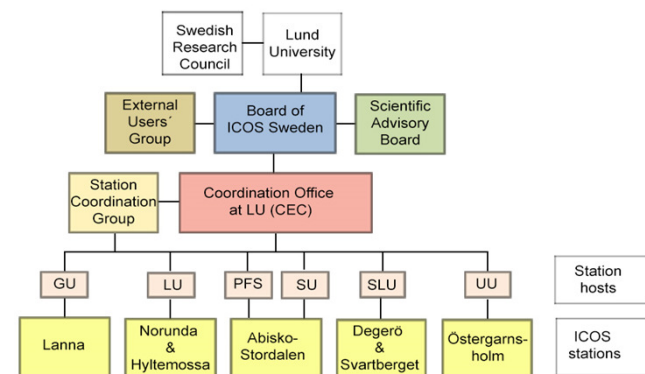 Swedish
Research
Council
Lund
University
External
Users´
Group
Board of
ICOS Sweden
Scientific
Advisory
Board
Station
Coordination
Group
Coordination Office
at LU (CEC)
GU
LU
PFS
SU
SLU
UU
Station
hosts
Lanna
Norunda
&
Hyltemossa
Abisko-
Stordalen
Degerö
&
Svartberget
Östergarns-
holm
ICOS
stations